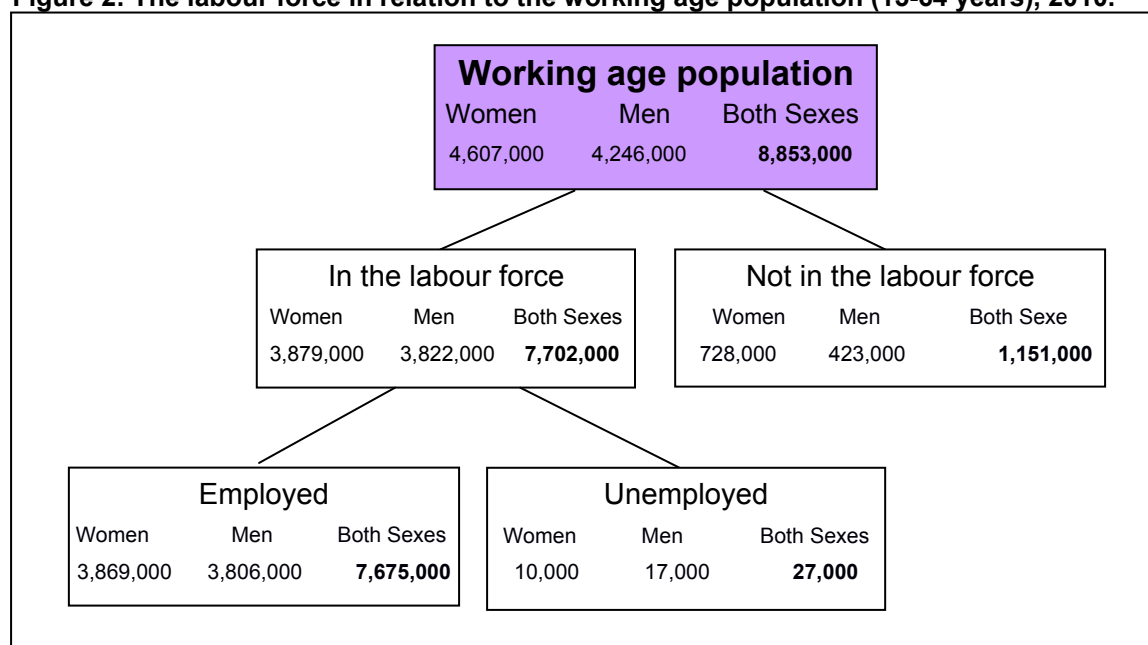 Figure 2: The labour force in relation to the working age population (15-64 years), 2010.
Working age population
Women Men Both Sexes
4,607,000 4,246,000 8,853,000
In the labour force
Women Men Both Sexes
3,879,000 3,822,000 7,702,000
Not in the labour force
Women Men Both Sexe
728,000 423,000 1,151,000
Employed
Women Men Both Sexes
3,869,000 3,806,000 7,675,000
Unemployed
Women Men Both Sexes
10,000 17,000 27,000